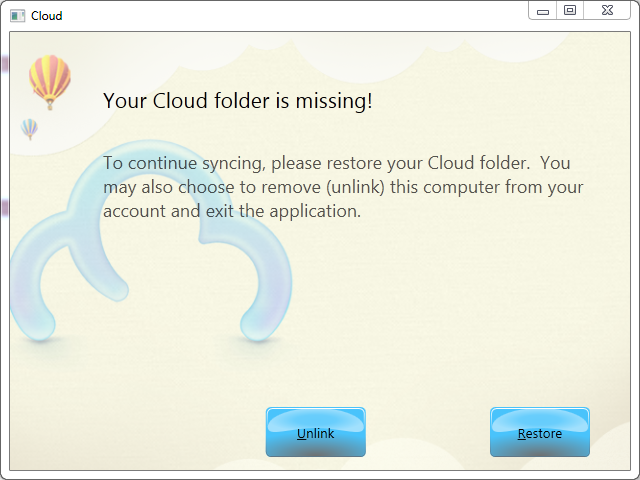 Cloud
Your Cloud folder is missing!
To continue syncing, please restore your Cloud folder.  You
may also choose to remove (unlink) this computer from your
account and exit the application.
Unlink
Restore